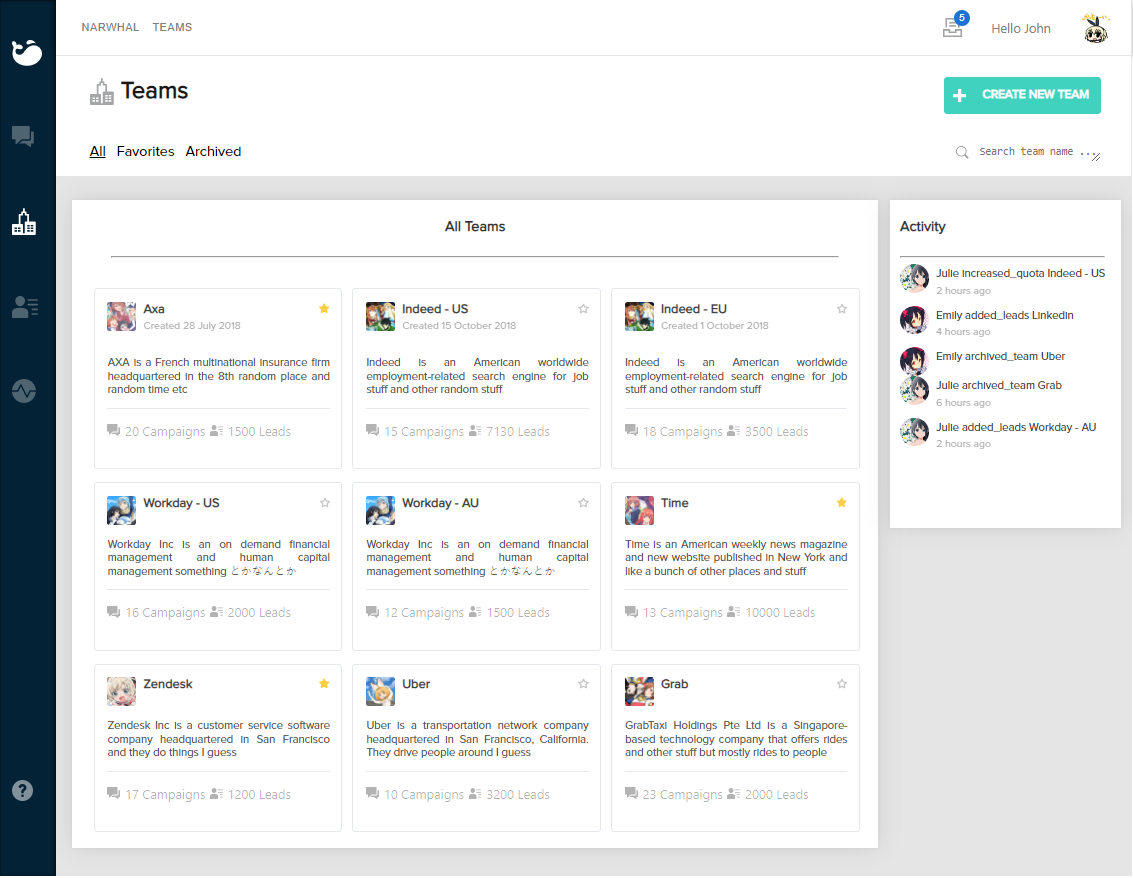 NARWHAL TEAMS
5
Hello John
Teams
+ CREATE NEW TEAM
All Favorites Archived
Search team name ...
All Teams
Axa
Created 28 July 2018
AXA is a French multinational insurance firm
headquartered in the 8th random place and
random time etc
20 Campaigns 1500 Leads
Indeed - US
Created 15 October 2018
Indeed is an American worldwide
employment-related search engine for job
stuff and other random stuff
15 Campaigns 7130 Leads
Indeed - EU
Created 1 October 2018
Indeed is an American worldwide
employment-related search engine for job
stuff and other random stuff
18 Campaigns 3500 Leads
Workday - US
Workday Inc is an on demand financial
management and human capital
management something とかなんとか
16 Campaigns 2000 Leads
Workday - AU
Workday Inc is an on demand financial
management and human capital
management something とかなんとか
12 Campaigns 1500 Leads
Time
Time is an American weekly news magazine
and new website published in New York and
like a bunch of other places and stuff
13 Campaigns 10000 Leads
Zendesk
Zendesk Inc is a customer service software
company headquartered in San Francisco
and they do things I guess
17 Campaigns 1200 Leads
Uber
Uber is a transportation network company
headquartered in San Francisco, California.
They drive people around I guess
10 Campaigns 3200 Leads
Grab
GrabTaxi Holdings Pte Ltd is a Singapore-
based technology company that offers rides
and other stuff but mostly rides to people
23 Campaigns 2000 Leads
Activity
Julie increased_quota Indeed - US
2 hours ago
Emily added_leads Linkedin
4 hours ago
Emily archived_team Uber
Julie archived_team Grab
6 hours ago
Julie added_leads Workday - AU
2 hours ago
?